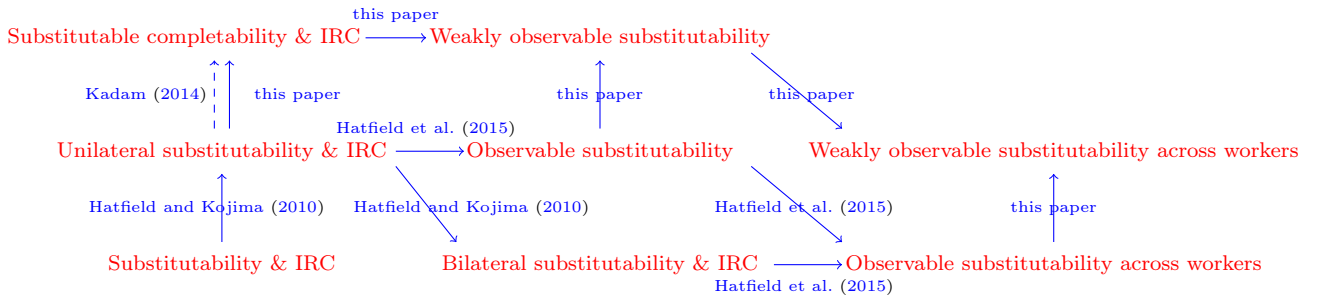 this paper
Substitutable completability & IRC
Weakly observable substitutability
Kadam (2014)
this paper
this paper
this paper
Hatfield et al. (2015)
Unilateral substitutability & IRC
Observable substitutability
Weakly observable substitutability across workers
Hatfield and Kojima (2010)
Hatfield and Kojima (2010)
Hatfield et al. (2015)
this paper
Substitutability & IRC
Bilateral substitutability & IRC
Observable substitutability across workers
Hatfield et al. (2015)